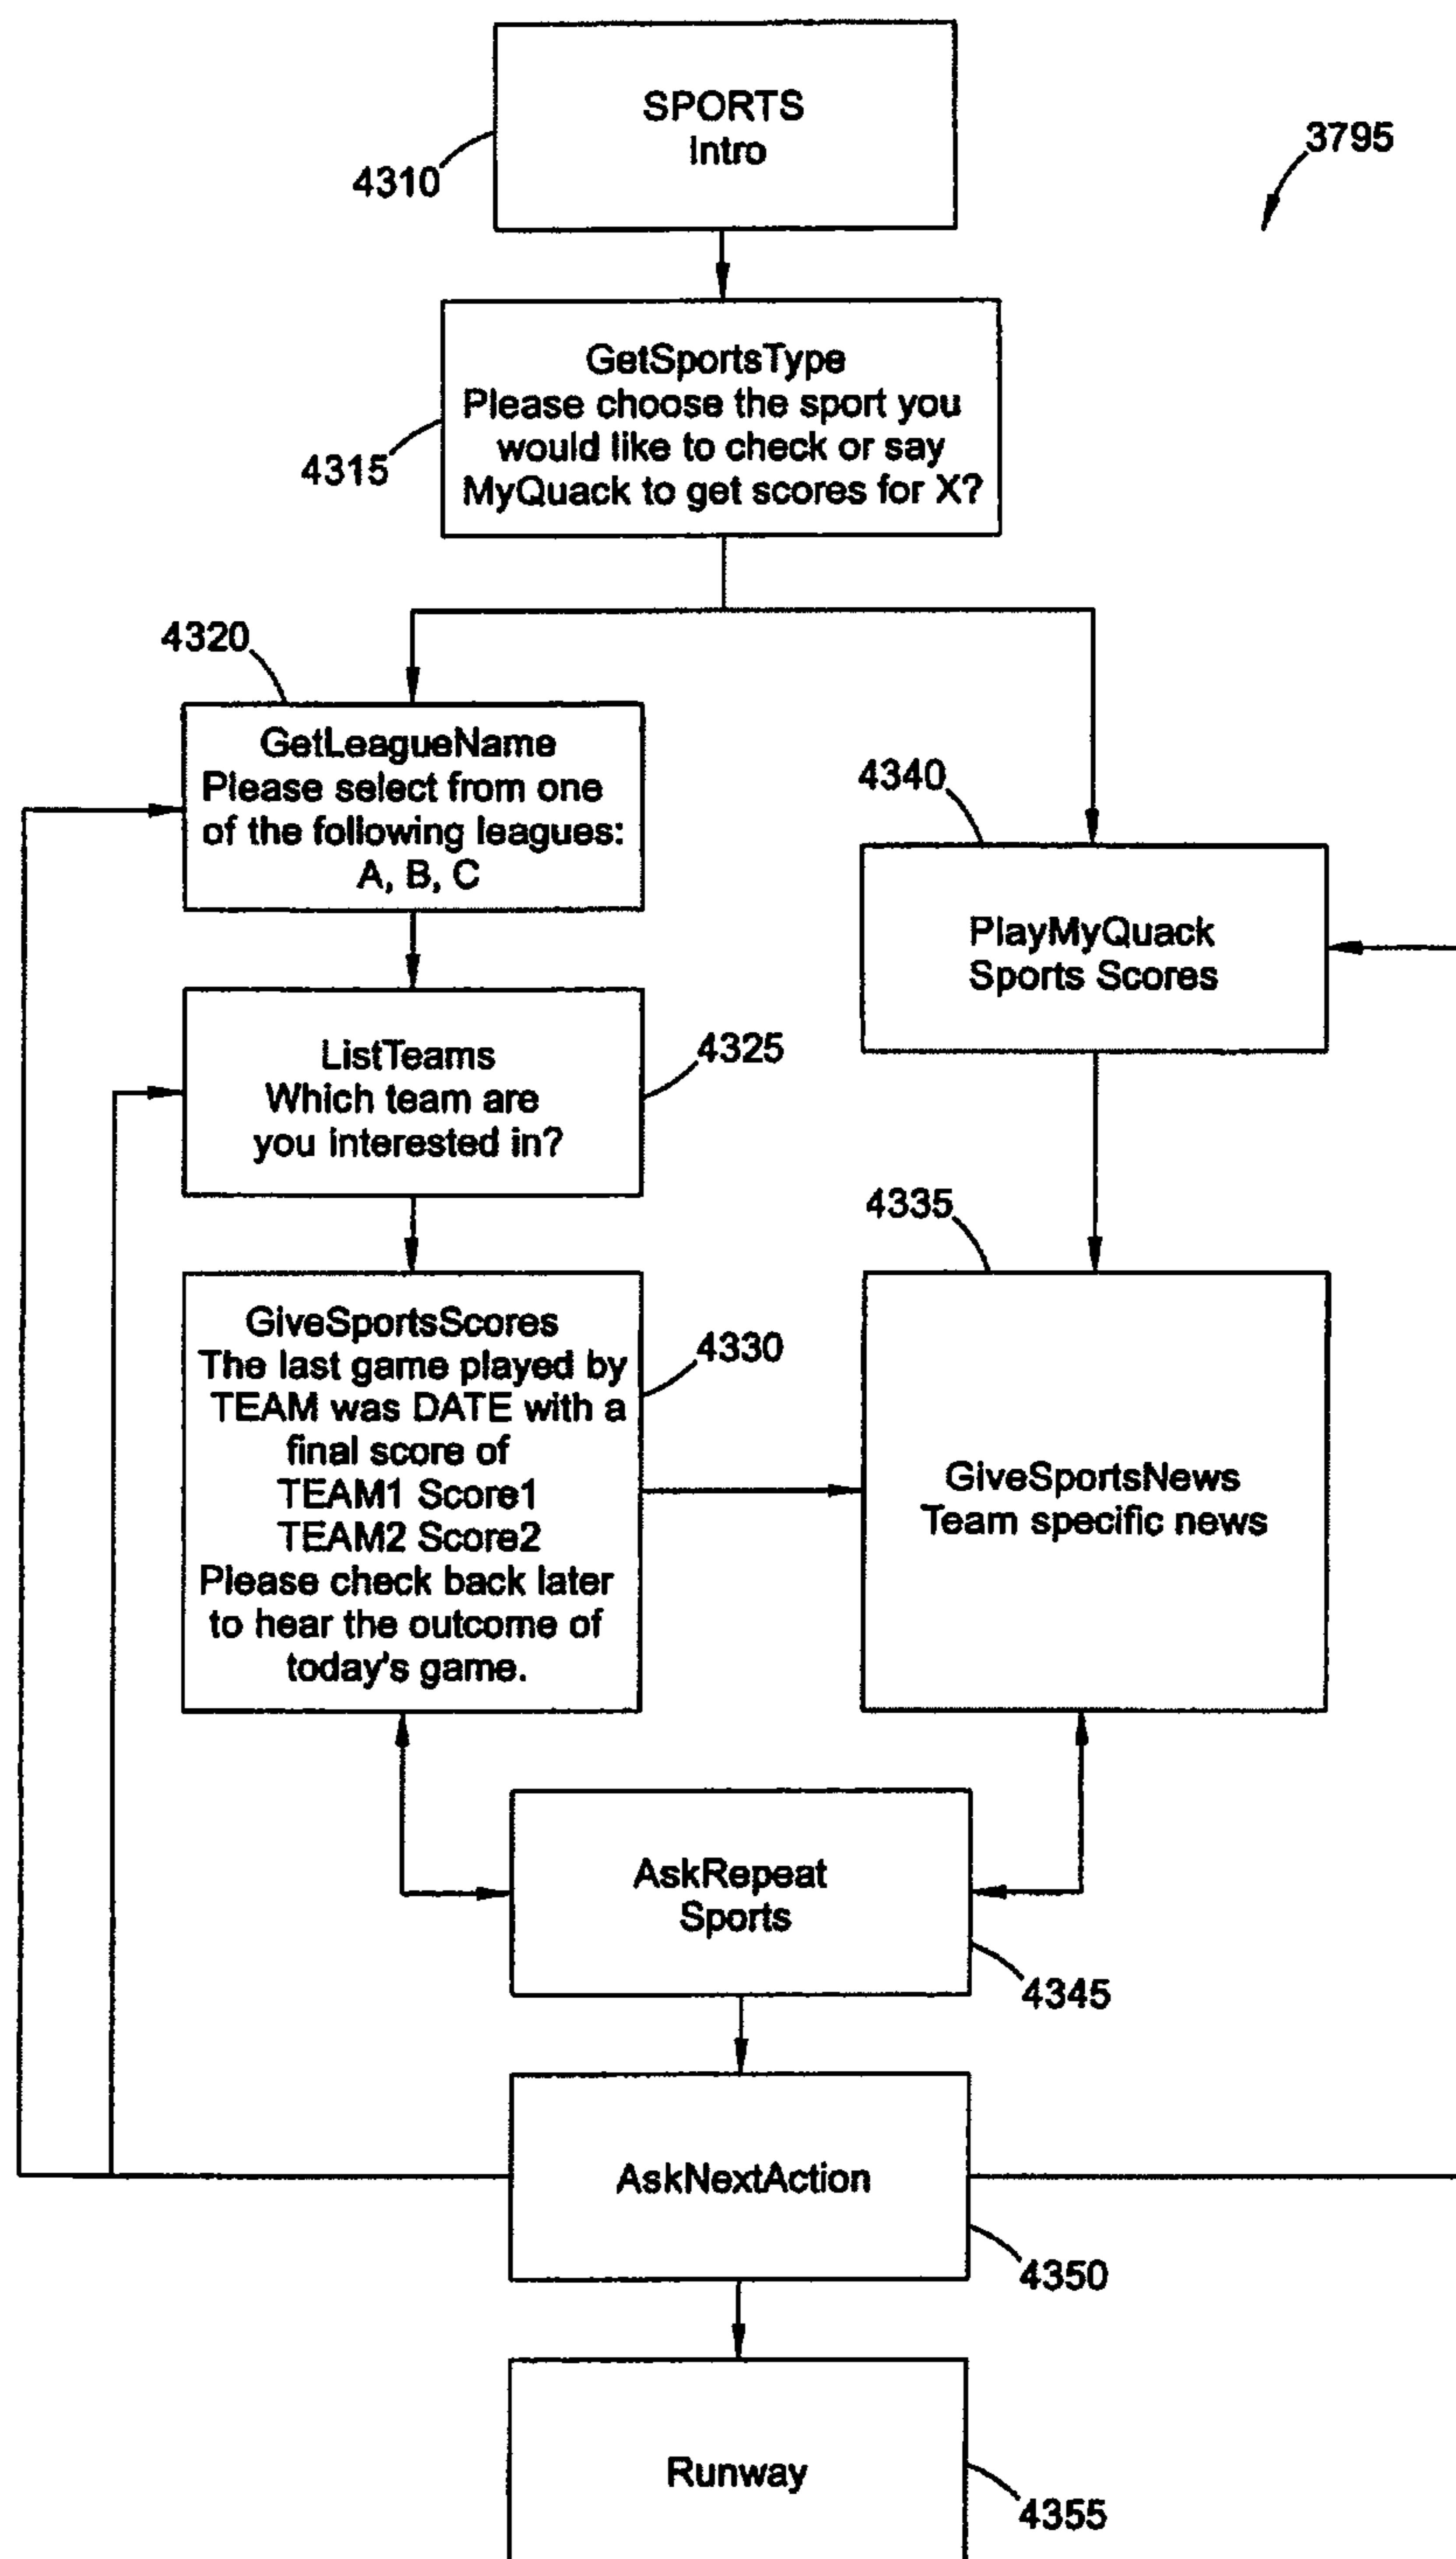 SPORTS
Intro
4310
3795
GetSportsType
Please choose the sport you
would like to check or say
MyQuack to get scores for X?
4315
4320
GetLeagueName
Please select from one
of the following leagues:
A, B, C
4340
PlayMyQuack
Sports Scores
ListTeams
Which team are
you interested in?
4325
4335
GiveSportsScores
The last game played by
TEAM was DATE with a
final score of
TEAM1 Score1
TEAM2 Score2
Please check back later
to hear the outcome of
today's game.
4330
GiveSportsNews
Team specific news
AskRepeat
Sports
4345
AskNextAction
4350
Runway
4355